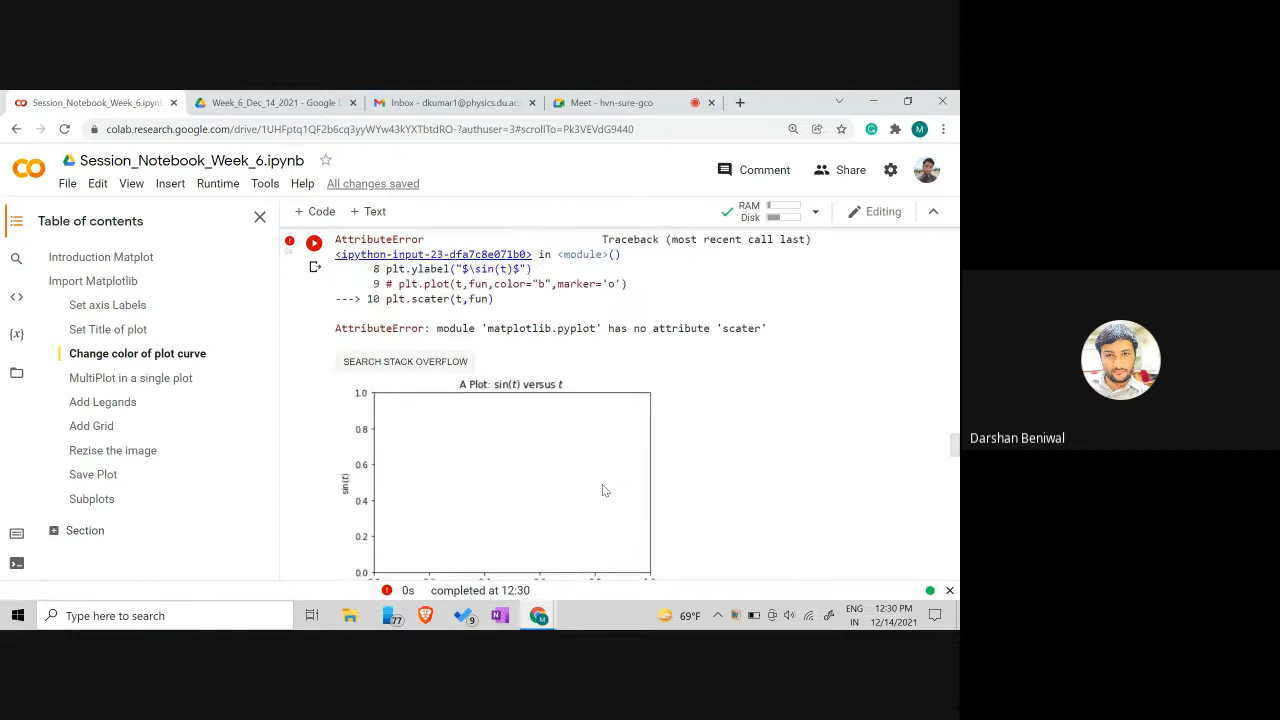 Session_Notebook_Week_6.ipynb
Week_6_Dec_14_2021 - Google D
Inbox - dkumar1@physics.du.ac
Meet - hvn-sure-gco
colab.research.google.com/drive/1UHFptq1QF2b6cq3yyWYw43kYXTbtdRO-?authuser=3#scrollTo=Pk3VEVdG9440
M
CO
Session_Notebook_Week_6.ipynb
Comment
Share
File Edit View Insert Runtime Tools Help All changes saved
Table of contents
+ Code + Text
RAM
Disk
Editing
Introduction Matplot
Import Matplotlib
Set axis Labels
Set Title of plot
Change color of plot curve
MultiPlot in a single plot
Add Legands
Add Grid
Rezise the image
Save Plot
Subplots
Section
{x}
0s
AttributeError Traceback (most recent call last)
<ipython-input-23-dfa7c8e071b0> in <module>()
8 plt.ylabel("$\sin(t)$")
9 # plt.plot(t,fun,color="b",marker='o')
---> 10 plt.scater(t,fun)
AttributeError: module 'matplotlib.pyplot' has no attribute 'scater'
SEARCH STACK OVERFLOW
A Plot: sin(t) versus t
1.0
0.8
0.6
0.4
0.2
0.0
sin(t)
0s completed at 12:30
Type here to search
77
9
69°F
ENG
IN
12:30 PM
12/14/2021
Darshan Beniwal